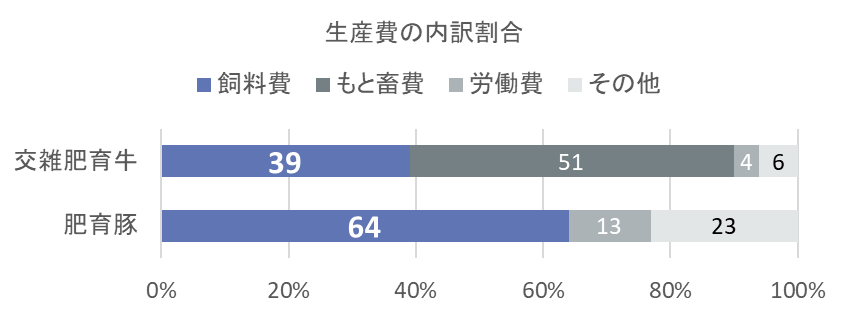 生産費の内訳割合
飼料費 もと畜費 労働費 その他
交雑肥育牛 39 51 4 6
肥育豚 64 13 23
0% 20% 40% 60% 80% 100%